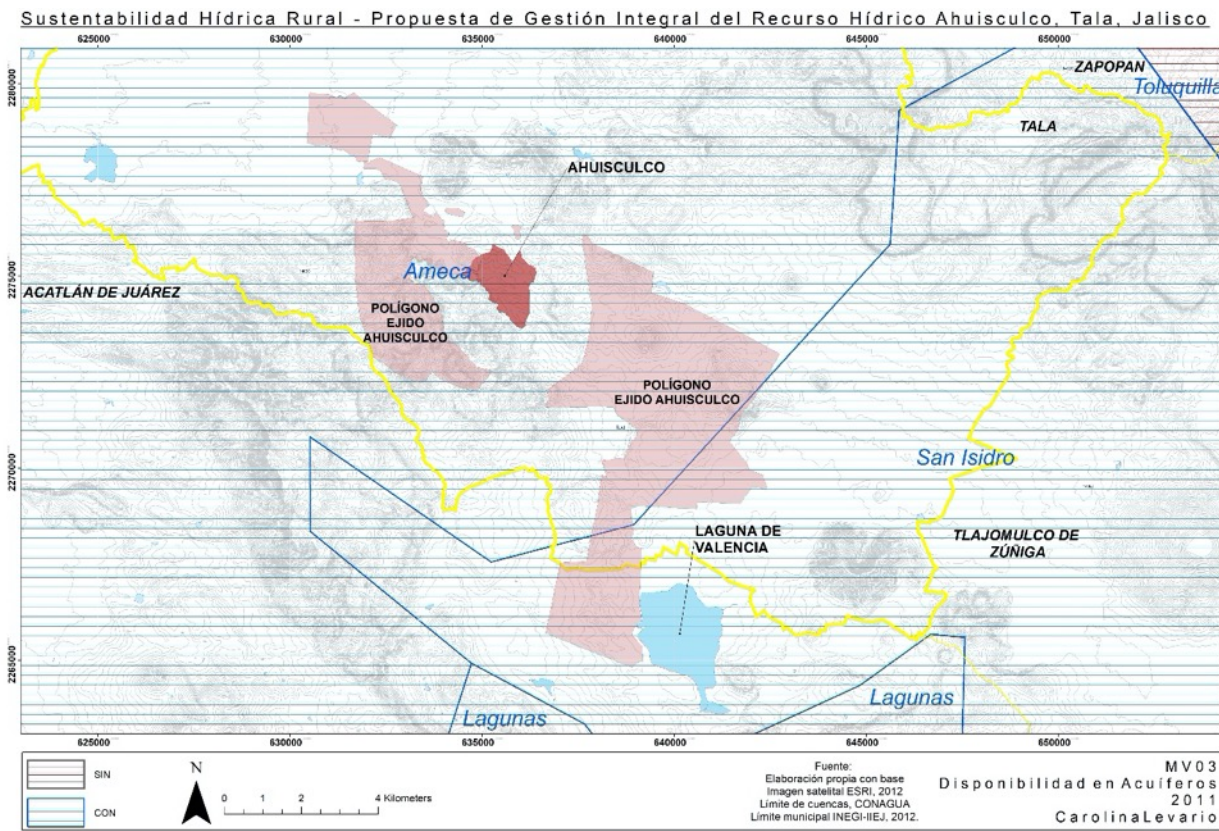 Sustentabilidad Hídrica Rural - Propuesta de Gestión Integral del Recurso Hídrico Ahuisculco, Tala, Jalisco
625000 630000 635000 640000 645000 650000
2280000
2275000
2270000
2265000
ZAPOPAN
Toluquilla
TALA
AHUISCULCO
Ameca
ACATLÁN DE JUÁREZ
POLÍGONO
EJIDO
AHUISCULCO
POLÍGONO
EJIDO AHUISCULCO
San Isidro
LAGUNA DE
VALENCIA
TLAJOMULCO DE
ZÚÑIGA
Lagunas
Lagunas
625000 630000 635000 640000 645000 650000
SIN
CON
N
0 1 2 4 Kilometers
Fuente:
Elaboración propia con base
Imagen satelital ESRI, 2012
Límite de cuencas, CONAGUA
Límite municipal INEGI-IIEJ, 2012.
MV03
Disponibilidad en Acuíferos
2011
CarolinaLevario